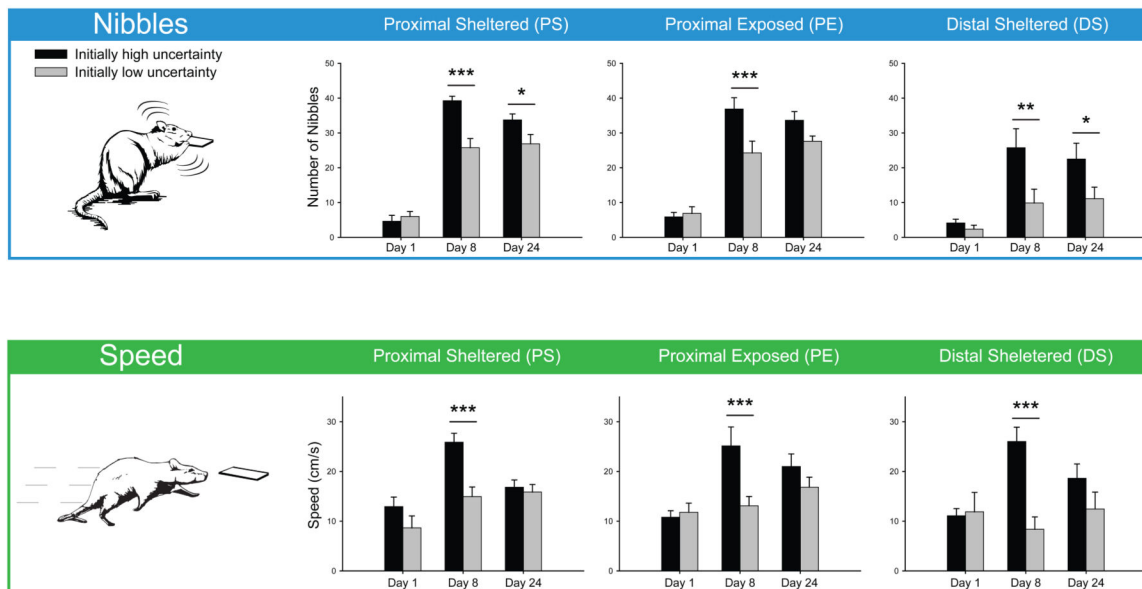 Nibbles
Proximal Sheltered (PS)
Proximal Exposed (PE)
Distal Sheltered (DS)
Initially high uncertainty
Initially low uncertainty
Number of Nibbles
50
40
30
20
10
0
***
*
Day 1
Day 8
Day 24
50
40
30
20
10
0
***
Day 1
Day 8
Day 24
50
40
30
20
10
0
**
*
Day 1
Day 8
Day 24
Speed
Proximal Sheltered (PS)
Proximal Exposed (PE)
Distal Sheletered (DS)
Speed (cm/s)
30
20
10
0
***
Day 1
Day 8
Day 24
30
20
10
0
***
Day 1
Day 8
Day 24
30
20
10
0
***
Day 1
Day 8
Day 24